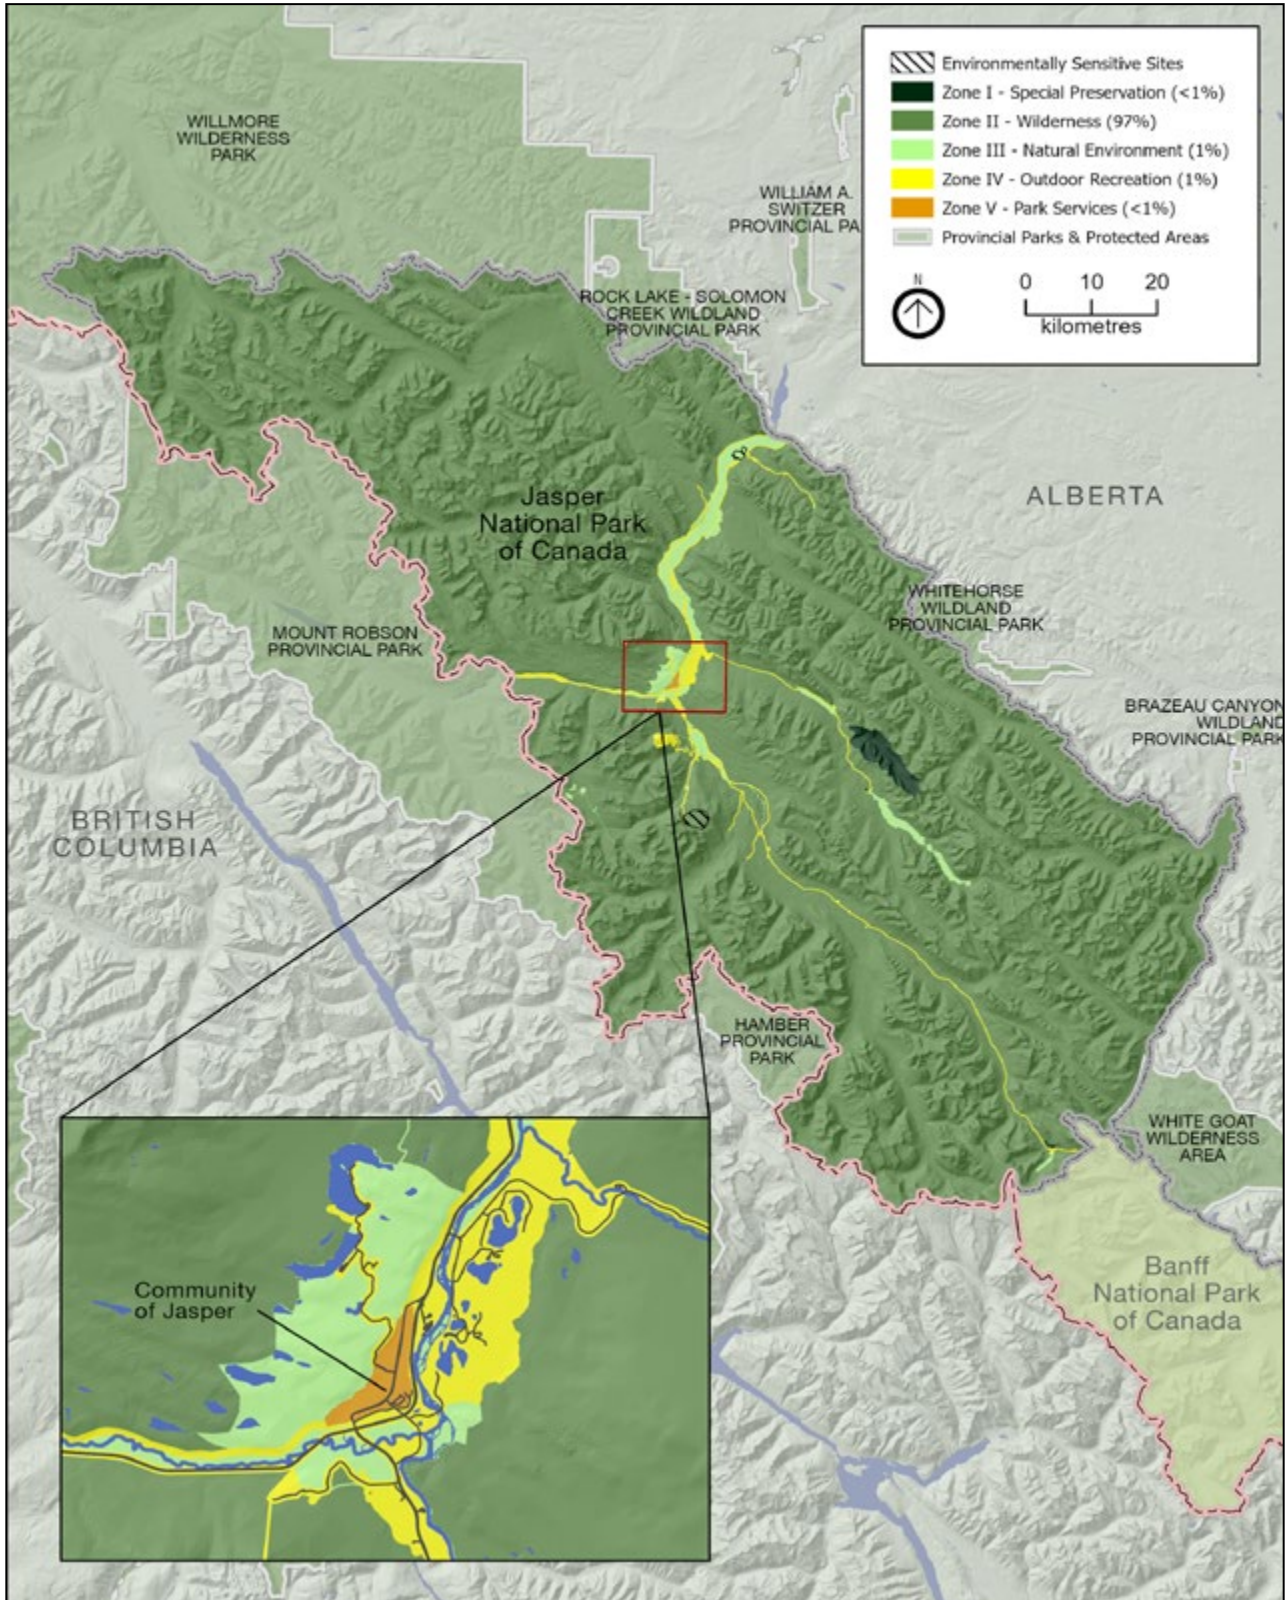 WILLMORE
WILDERNESS
PARK
Environmentally Sensitive Sites
Zone I - Special Preservation (<1%)
Zone II - Wilderness (97%)
Zone III - Natural Environment (1%)
Zone IV - Outdoor Recreation (1%)
Zone V - Park Services (<1%)
Provincial Parks & Protected Areas
N
0 10 20
kilometres
WILLIAM A.
SWITZER
PROVINCIAL PA
ROCK LAKE - SOLOMON
CREEK WILDLAND
PROVINCIAL PARK
Jasper
National Park
of Canada
ALBERTA
WHITEHORSE
WILDLAND
PROVINCIAL PARK
MOUNT ROBSON
PROVINCIAL PARK
BRAZEAU CANYON
WILDLAND
PROVINCIAL PARK
BRITISH
COLUMBIA
HAMBER
PROVINCIAL
PARK
WHITE GOAT
WILDERNESS
AREA
Banff
National Park
of Canada
Community
of Jasper